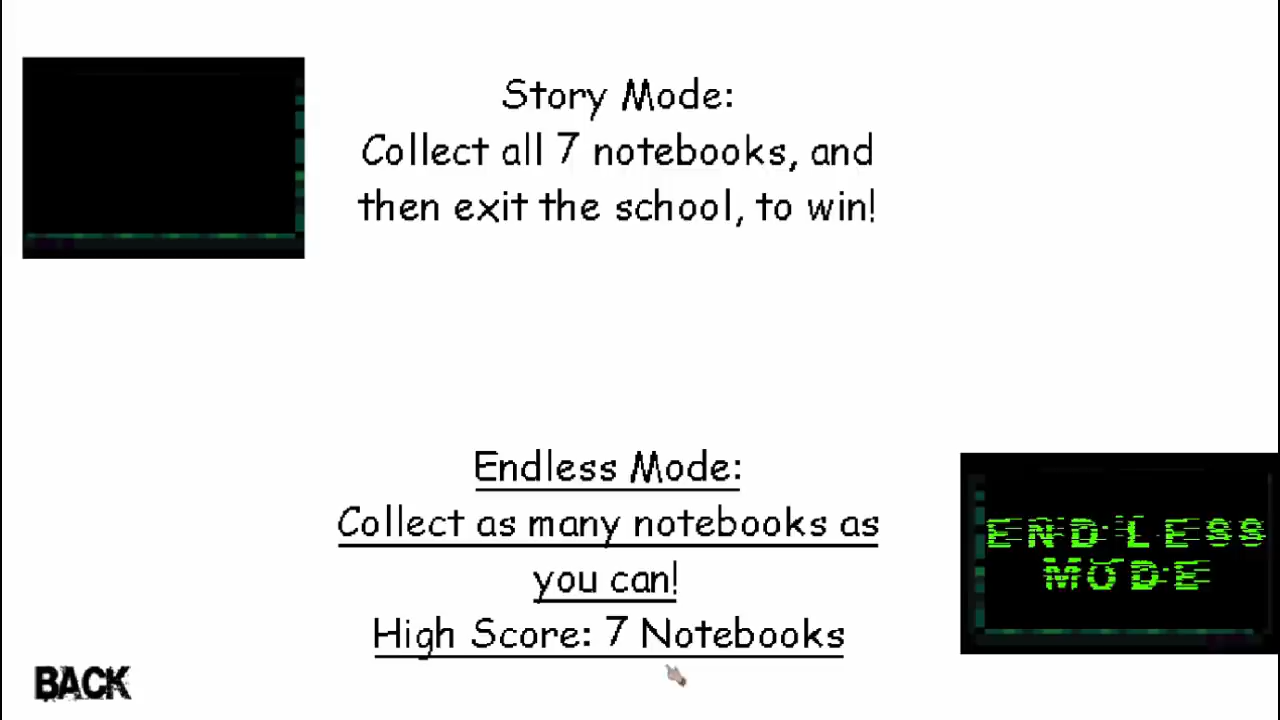 Story Mode:
Collect all 7 notebooks, and
then exit the school, to win!
Endless Mode:
Collect as many notebooks as
you can!
High Score: 7 Notebooks
ENDLESS
MODE
BACK